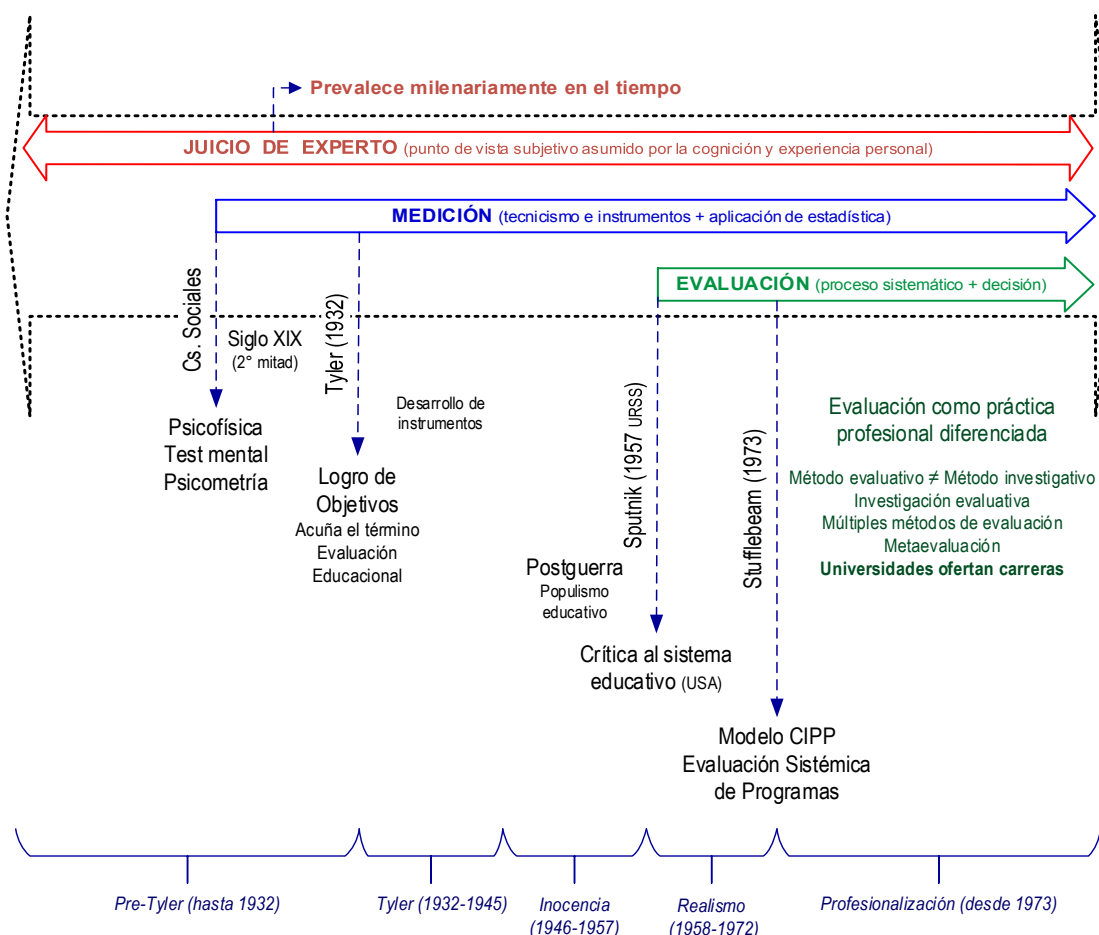 Prevalece milenariamente en el tiempo
JUICIO DE EXPERTO (punto de vista subjetivo asumido por la cognición y experiencia personal)
MEDICIÓN (tecnicismo e instrumentos + aplicación de estadística)
EVALUACIÓN (proceso sistemático + decisión)
Cs. Sociales
Siglo XIX
(2° mitad)
Psicofísica
Test mental
Psicometría
Tyler (1932)
Desarrollo de
instrumentos
Logro de
Objetivos
Acuña el término
Evaluación
Educacional
Postguerra
Populismo
educativo
Sputnik (1957 URSS)
Crítica al sistema
educativo (USA)
Stufflebeam (1973)
Modelo CIPP
Evaluación Sistémica
de Programas
Evaluación como práctica
profesional diferenciada
Método evaluativo ≠ Método investigativo
Investigación evaluativa
Múltiples métodos de evaluación
Metaevaluación
Universidades ofertan carreras
Pre-Tyler (hasta 1932)
Tyler (1932-1945)
Inocencia
(1946-1957)
Realismo
(1958-1972)
Profesionalización (desde 1973)